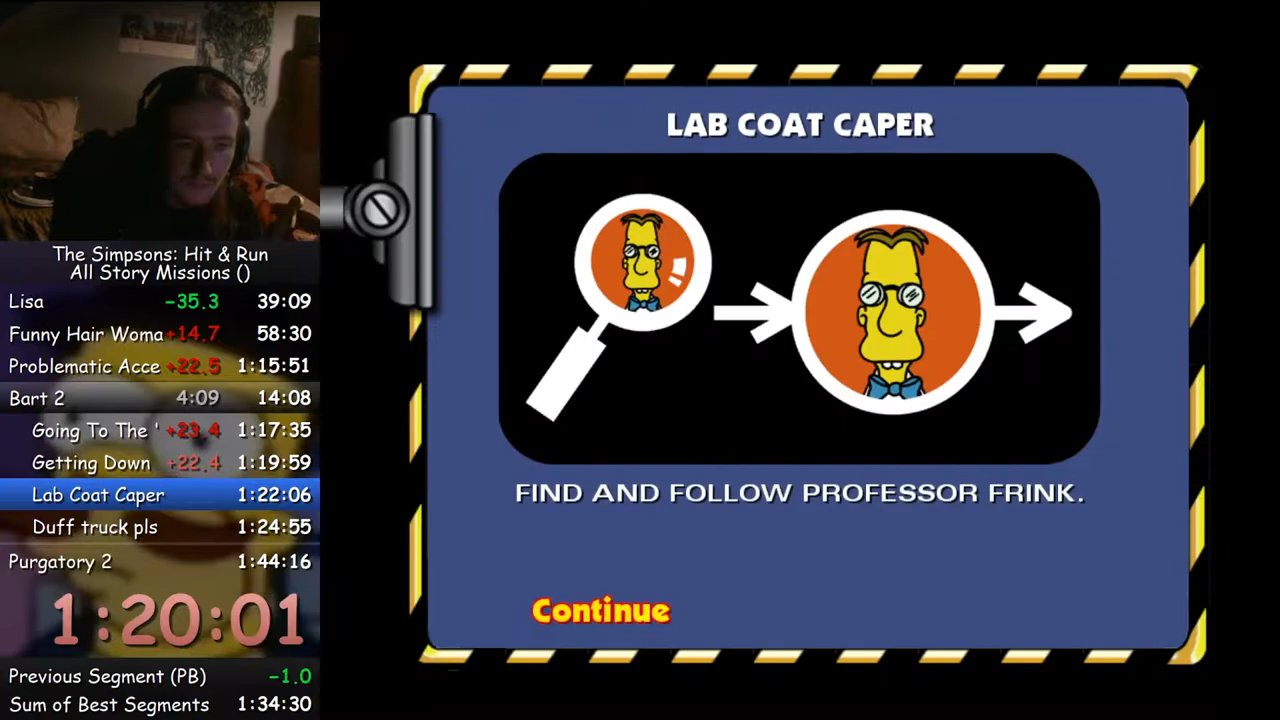 The Simpsons: Hit & Run
All Story Missions ()
Lisa -35.3 39:09
Funny Hair Woma +14.7 58:30
Problematic Acce +22.5 1:15:51
Bart 2 4:09 14:08
Going To The ' +23.4 1:17:35
Getting Down +22.4 1:19:59
Lab Coat Caper 1:22:06
Duff truck pls 1:24:55
Purgatory 2 1:44:16
1:20:01
Previous Segment (PB) -1.0
Sum of Best Segments 1:34:30
LAB COAT CAPER
FIND AND FOLLOW PROFESSOR FRINK.
Continue